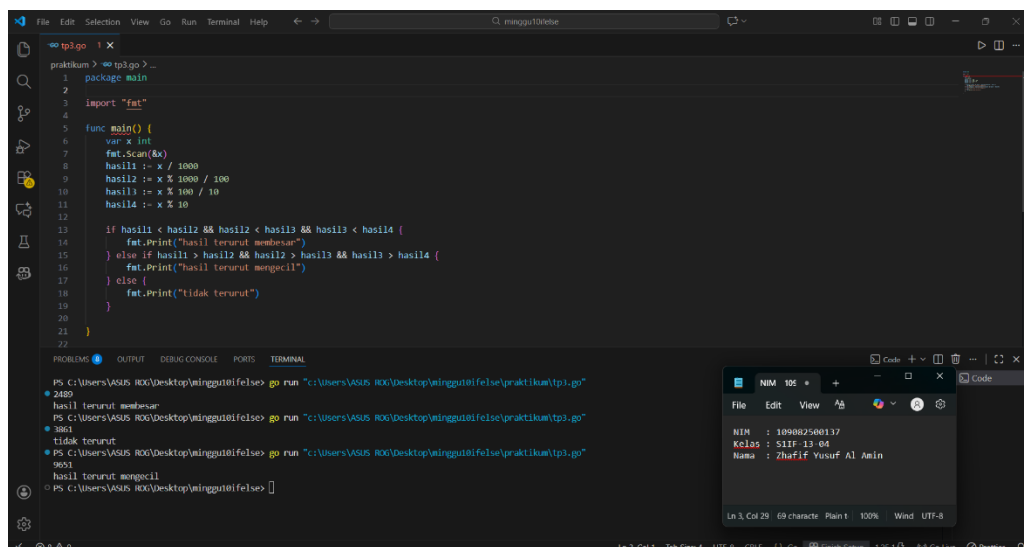 File Edit Selection View Go Run Terminal Help
minggu10ifelse
tp3.go 1
praktikum > tp3.go > ...
1 package main
2
3 import "fmt"
4
5 func main() {
6 var x int
7 fmt.Scan(&x)
8 hasil1 := x / 1000
9 hasil2 := x % 1000 / 100
10 hasil3 := x % 100 / 10
11 hasil4 := x % 10
12
13 if hasil1 < hasil2 && hasil2 < hasil3 && hasil3 < hasil4 {
14 fmt.Print("hasil terurut membesar")
15 } else if hasil1 > hasil2 && hasil2 > hasil3 && hasil3 > hasil4 {
16 fmt.Print("hasil terurut mengecil")
17 } else {
18 fmt.Print("tidak terurut")
19 }
20
21 }
22
PROBLEMS 8 OUTPUT DEBUG CONSOLE PORTS TERMINAL
Code
PS C:\Users\ASUS ROG\Desktop\minggu10ifelse> go run "c:\Users\ASUS ROG\Desktop\minggu10ifelse\praktikum\tp3.go"
2489
hasil terurut membesar
PS C:\Users\ASUS ROG\Desktop\minggu10ifelse> go run "c:\Users\ASUS ROG\Desktop\minggu10ifelse\praktikum\tp3.go"
3861
tidak terurut
PS C:\Users\ASUS ROG\Desktop\minggu10ifelse> go run "c:\Users\ASUS ROG\Desktop\minggu10ifelse\praktikum\tp3.go"
9651
hasil terurut mengecil
PS C:\Users\ASUS ROG\Desktop\minggu10ifelse>
Code
NIM 109
File Edit View
NIM : 109082500137
Kelas : S1IF-13-04
Nama : Zhafif Yusuf Al Amin
Ln 3, Col 29 69 characte Plain t 100% Wind UTF-8